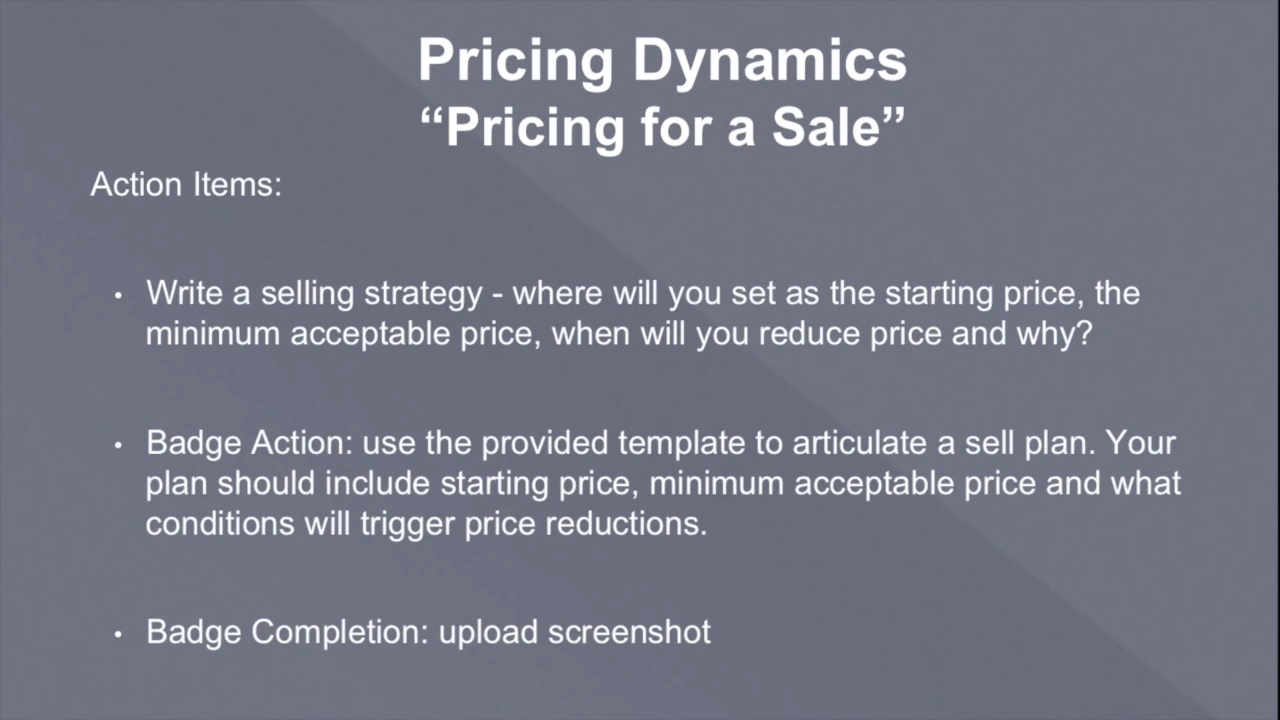 Pricing Dynamics
“Pricing for a Sale”
Action Items:
• Write a selling strategy - where will you set as the starting price, the
minimum acceptable price, when will you reduce price and why?
• Badge Action: use the provided template to articulate a sell plan. Your
plan should include starting price, minimum acceptable price and what
conditions will trigger price reductions.
• Badge Completion: upload screenshot